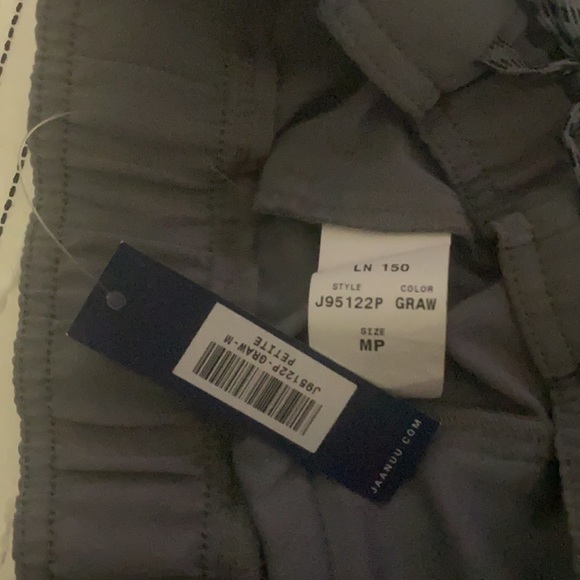 LN 150
STYLE COLOR
J95122P GRAW
SIZE
MP
J95122P-GRAW-M
PETITE
JAANUU.COM